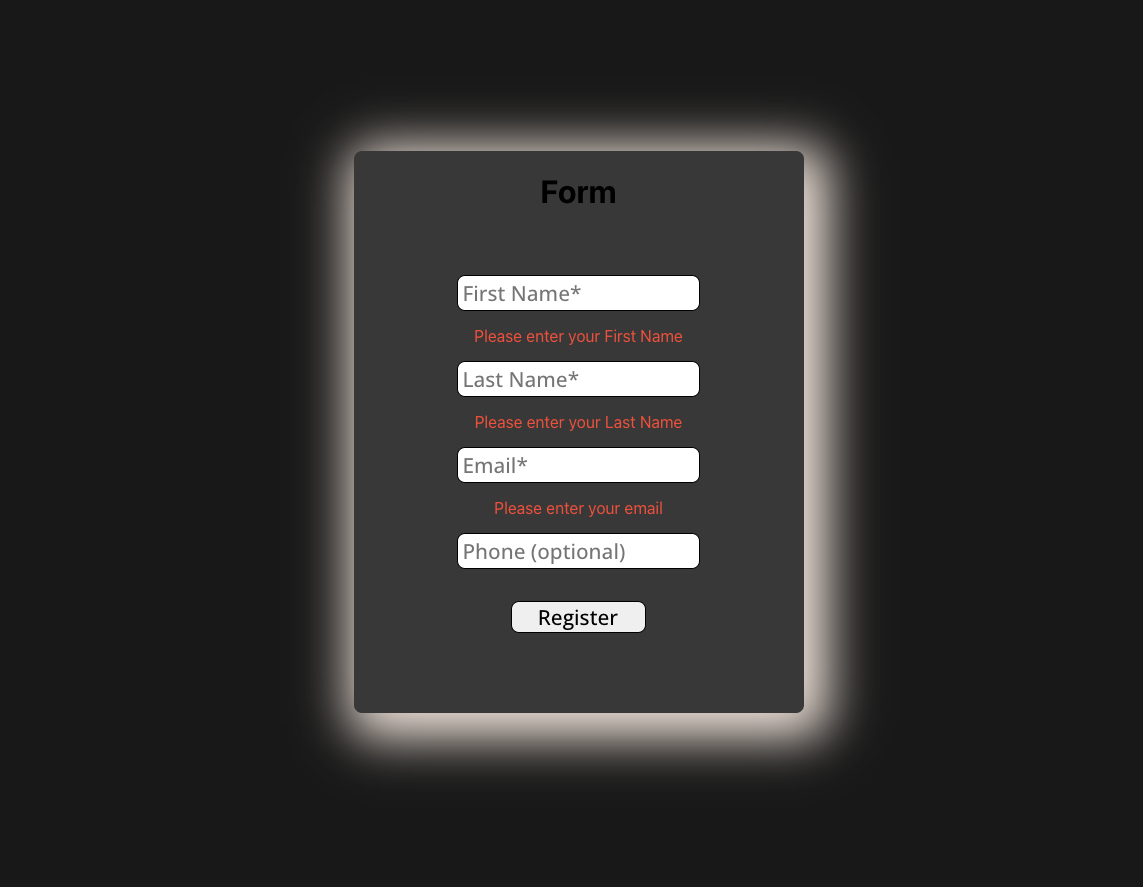 Form
First Name*
Please enter your First Name
Last Name*
Please enter your Last Name
Email*
Please enter your email
Phone (optional)
Register